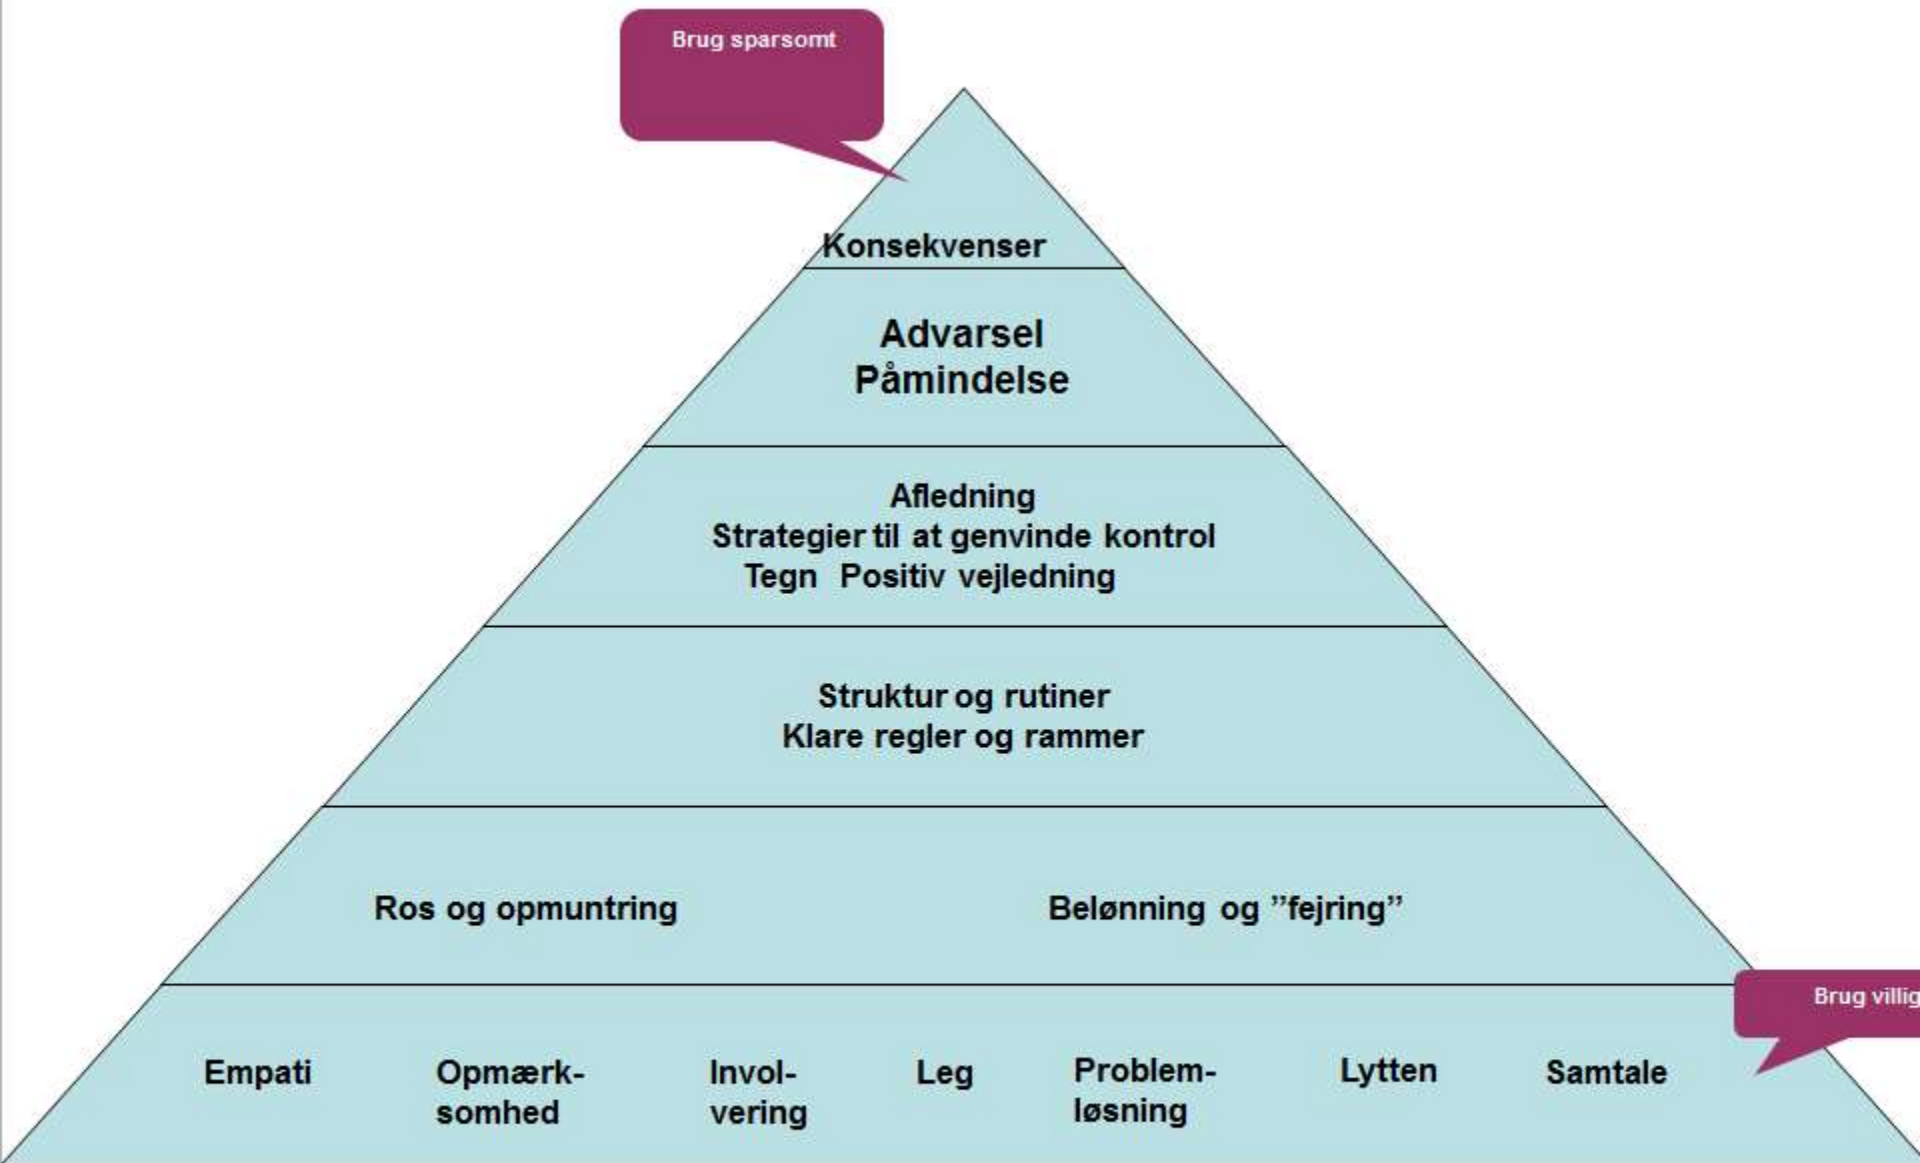 Brug sparsomt
Konsekvenser
Advarsel
Påmindelse
Afledning
Strategier til at genvinde kontrol
Tegn Positiv vejledning
Struktur og rutiner
Klare regler og rammer
Ros og opmuntring
Belønning og ”fejring”
Brug villig
Empati
Opmærk-
somhed
Invol-
vering
Leg
Problem-
løsning
Lytten
Samtale